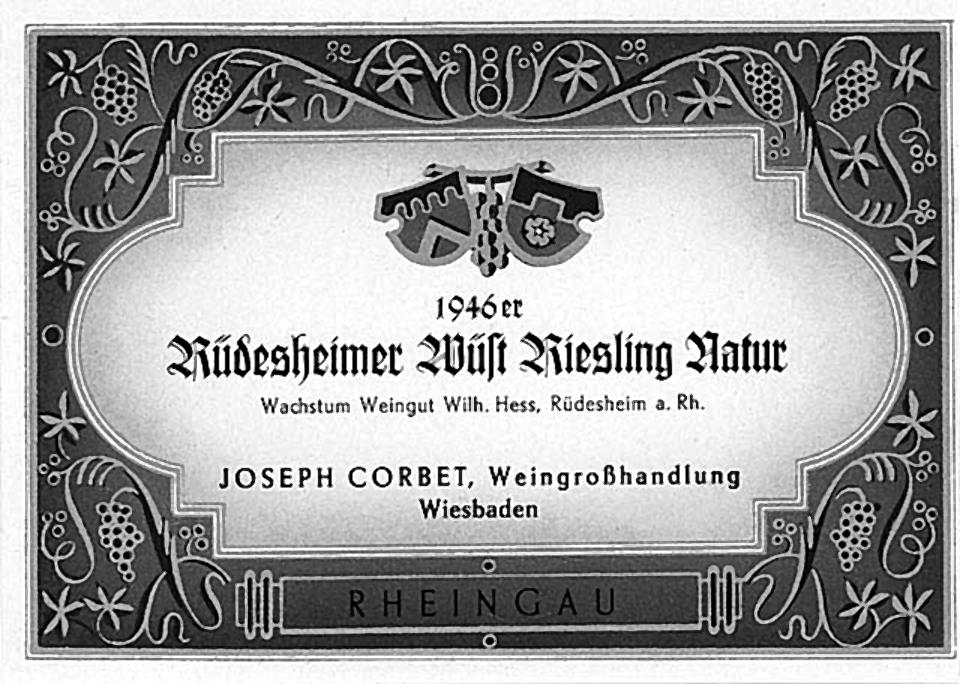 1946er
Rüdesheimer Wüst Riesling Natur
Wachstum Weingut Wilh. Hess, Rüdesheim a. Rh.
JOSEPH CORBET, Weingroßhandlung
Wiesbaden
RHEINGAU